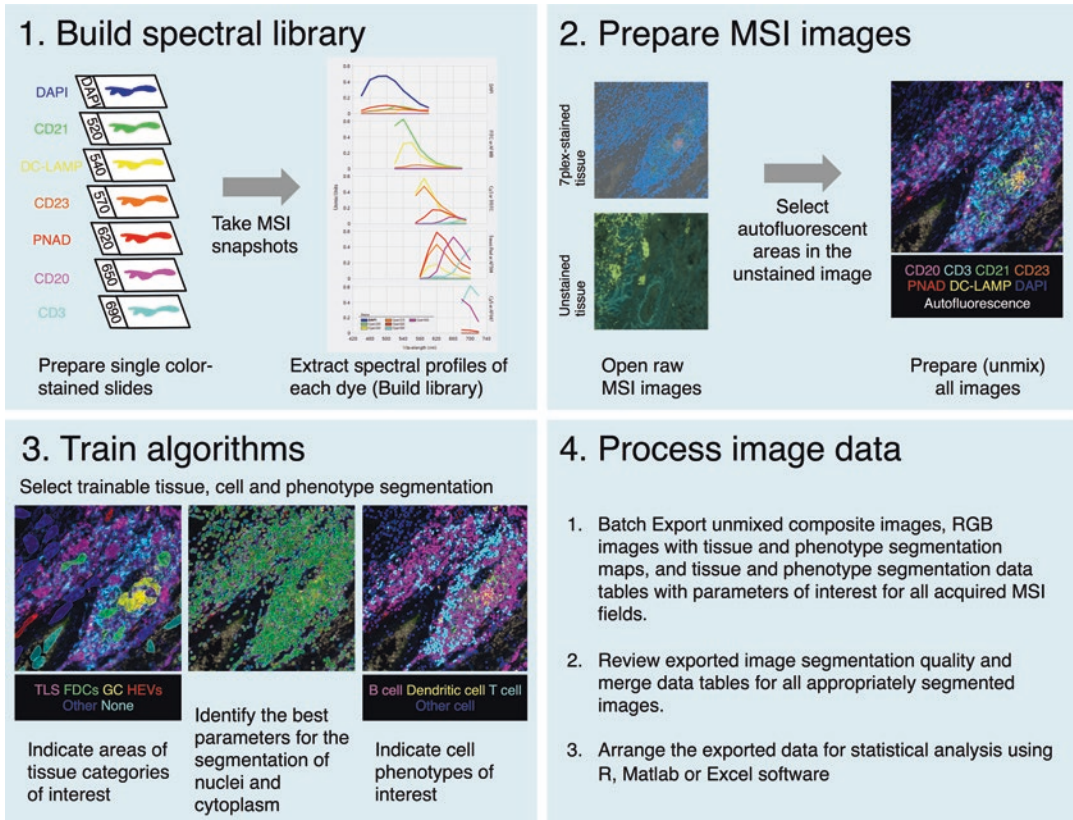 1. Build spectral library
DAPI
DAPI
CD21
520
DC-LAMP
540
CD23
570
PNAD
620
CD20
650
CD3
690
Take MSI
snapshots
Prepare single color-
stained slides
Extract spectral profiles of
each dye (Build library)
2. Prepare MSI images
7plex-stained
tissue
Unstained
tissue
Select
autofluorescent
areas in the
unstained image
CD20 CD3 CD21 CD23
PNAD DC-LAMP DAPI
Autofluorescence
Open raw
MSI images
Prepare (unmix)
all images
3. Train algorithms
Select trainable tissue, cell and phenotype segmentation
TLS FDCs GC HEVs
Other None
Indicate areas of
tissue categories
of interest
Identify the best
parameters for the
segmentation of
nuclei and
cytoplasm
B cell Dendritic cell T cell
Other cell
Indicate cell
phenotypes of
interest
4. Process image data
1. Batch Export unmixed composite images, RGB
images with tissue and phenotype segmentation
maps, and tissue and phenotype segmentation data
tables with parameters of interest for all acquired MSI
fields.
2. Review exported image segmentation quality and
merge data tables for all appropriately segmented
images.
3. Arrange the exported data for statistical analysis using
R, Matlab or Excel software